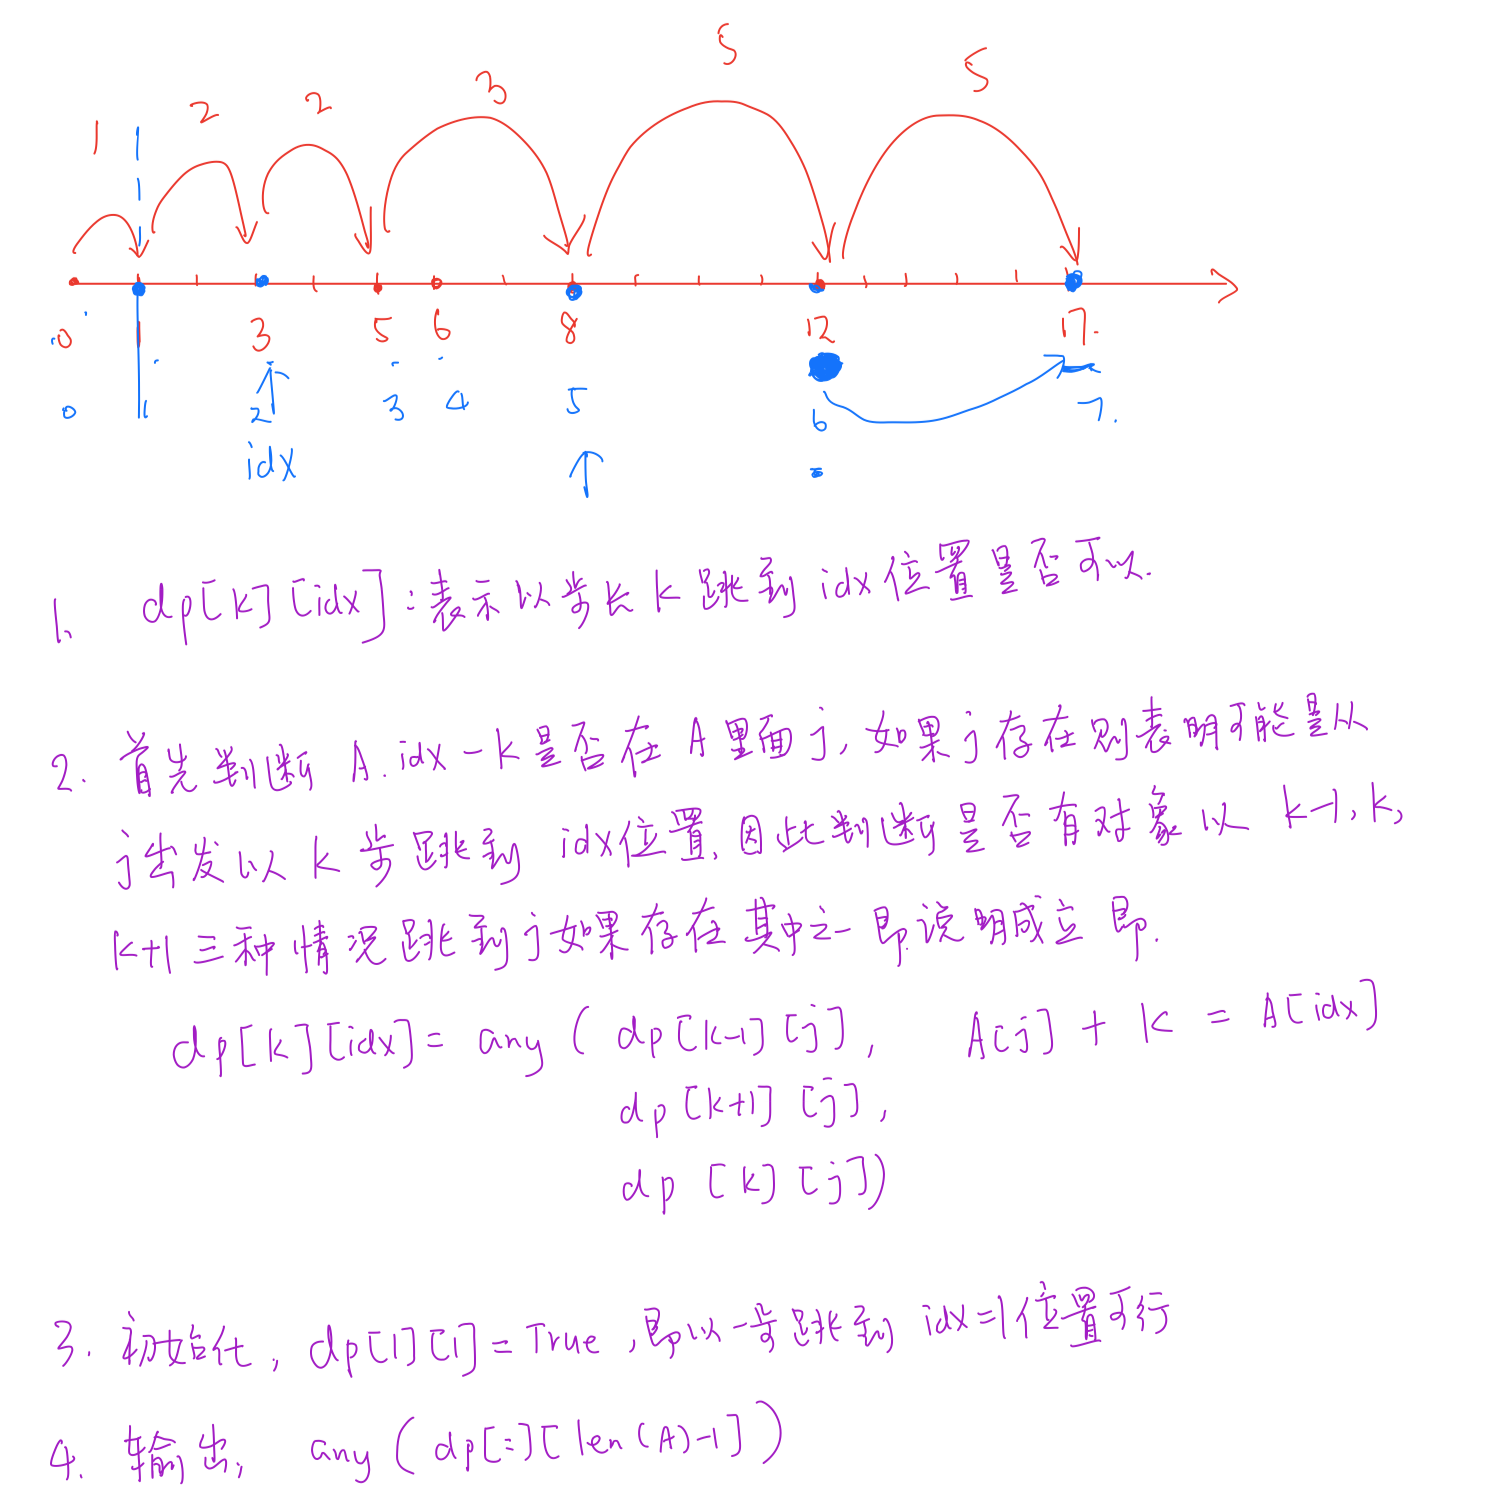 1 2 2 3 5 5
0 1 3 5 6 8 12 17.
0 1 2 3 4 5 6 7.
idx
1. dp[k][idx]:表示以步长k跳到idx位置是否可以.
2. 首先判断 A.idx-k是否在A里面j,如果j存在则表明可能是从
j出发以k步跳到 idx位置,因此判断是否有对象以 k-1,k,
k+1三种情况跳到j如果存在其中之一即说明成立即.
dp[k][idx]= any ( dp[k-1][j], A[j] + k = A[idx]
dp[k+1][j],
dp [k][j])
3. 初始化, dp[1][1]=True,即以一步跳到 idx=1位置可行
4. 输出, any ( dp[:][len(A)-1])